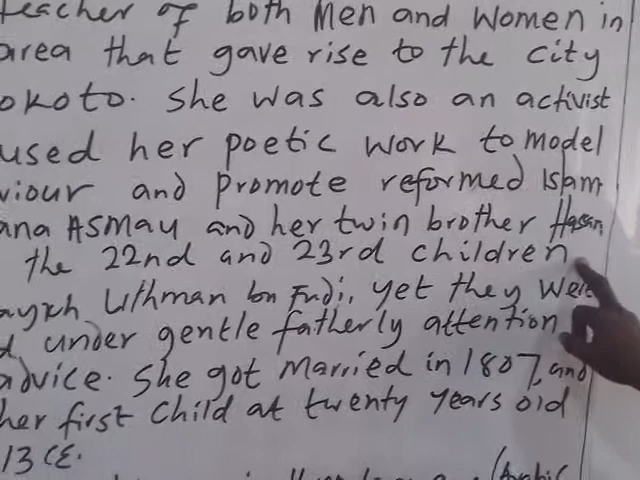 teacher of both Men and Women in
area that gave rise to the city
okoto. She was also an activist
used her poetic work to model
viour and promote reformed Islam
ana ASMAU and her twin brother Hasan
the 22nd and 23rd children
aykh Uthman bn Fudi, yet they were
d under gentle fatherly attention
advice. She got married in 1807, and
her first child at twenty years old
13 CE.